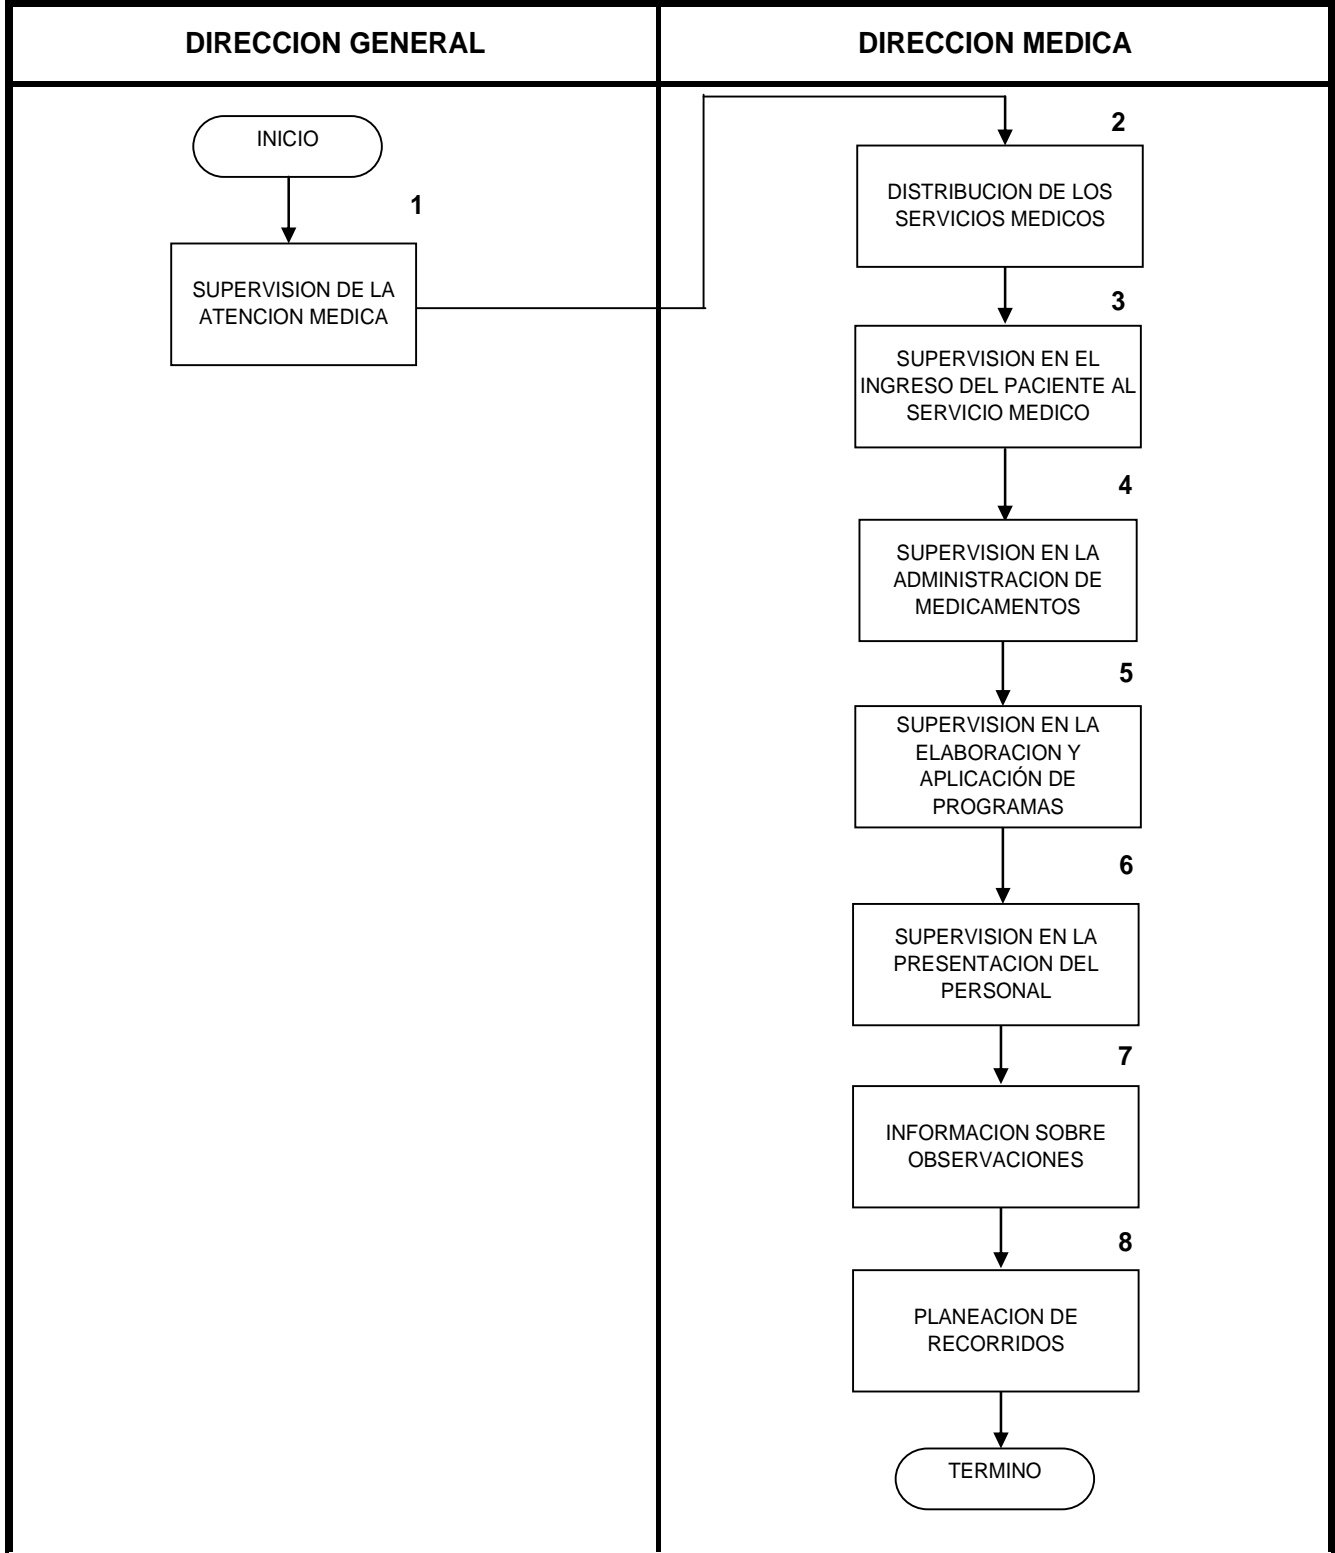 DIRECCION GENERAL
DIRECCION MEDICA
INICIO
1
SUPERVISION DE LA
ATENCION MEDICA
2
DISTRIBUCION DE LOS
SERVICIOS MEDICOS
3
SUPERVISION EN EL
INGRESO DEL PACIENTE AL
SERVICIO MEDICO
4
SUPERVISION EN LA
ADMINISTRACION DE
MEDICAMENTOS
5
SUPERVISION EN LA
ELABORACION Y
APLICACIÓN DE
PROGRAMAS
6
SUPERVISION EN LA
PRESENTACION DEL
PERSONAL
7
INFORMACION SOBRE
OBSERVACIONES
8
PLANEACION DE
RECORRIDOS
TERMINO